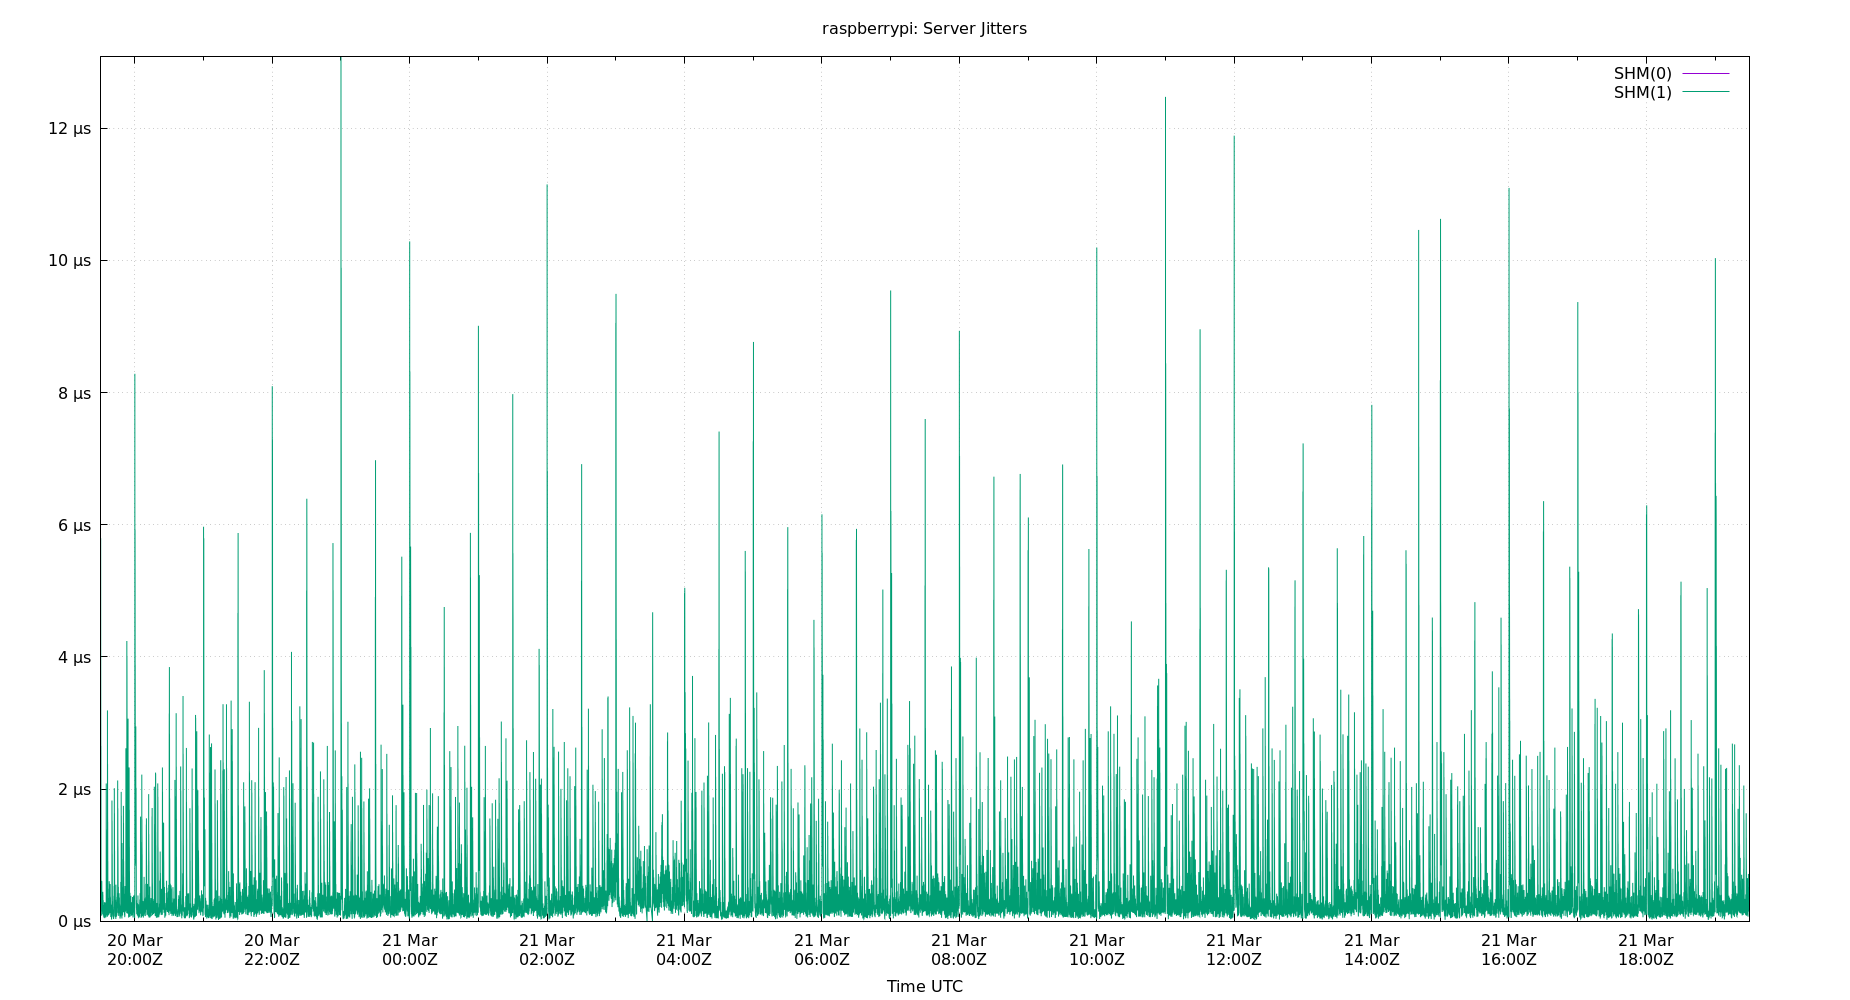 raspberrypi: Server Jitters
SHM(0)
SHM(1)
12 µs
10 µs
8 µs
6 µs
4 µs
2 µs
0 µs
20 Mar 20 Mar 21 Mar 21 Mar 21 Mar 21 Mar 21 Mar 21 Mar 21 Mar 21 Mar 21 Mar 21 Mar
20:00Z 22:00Z 00:00Z 02:00Z 04:00Z 06:00Z 08:00Z 10:00Z 12:00Z 14:00Z 16:00Z 18:00Z
Time UTC